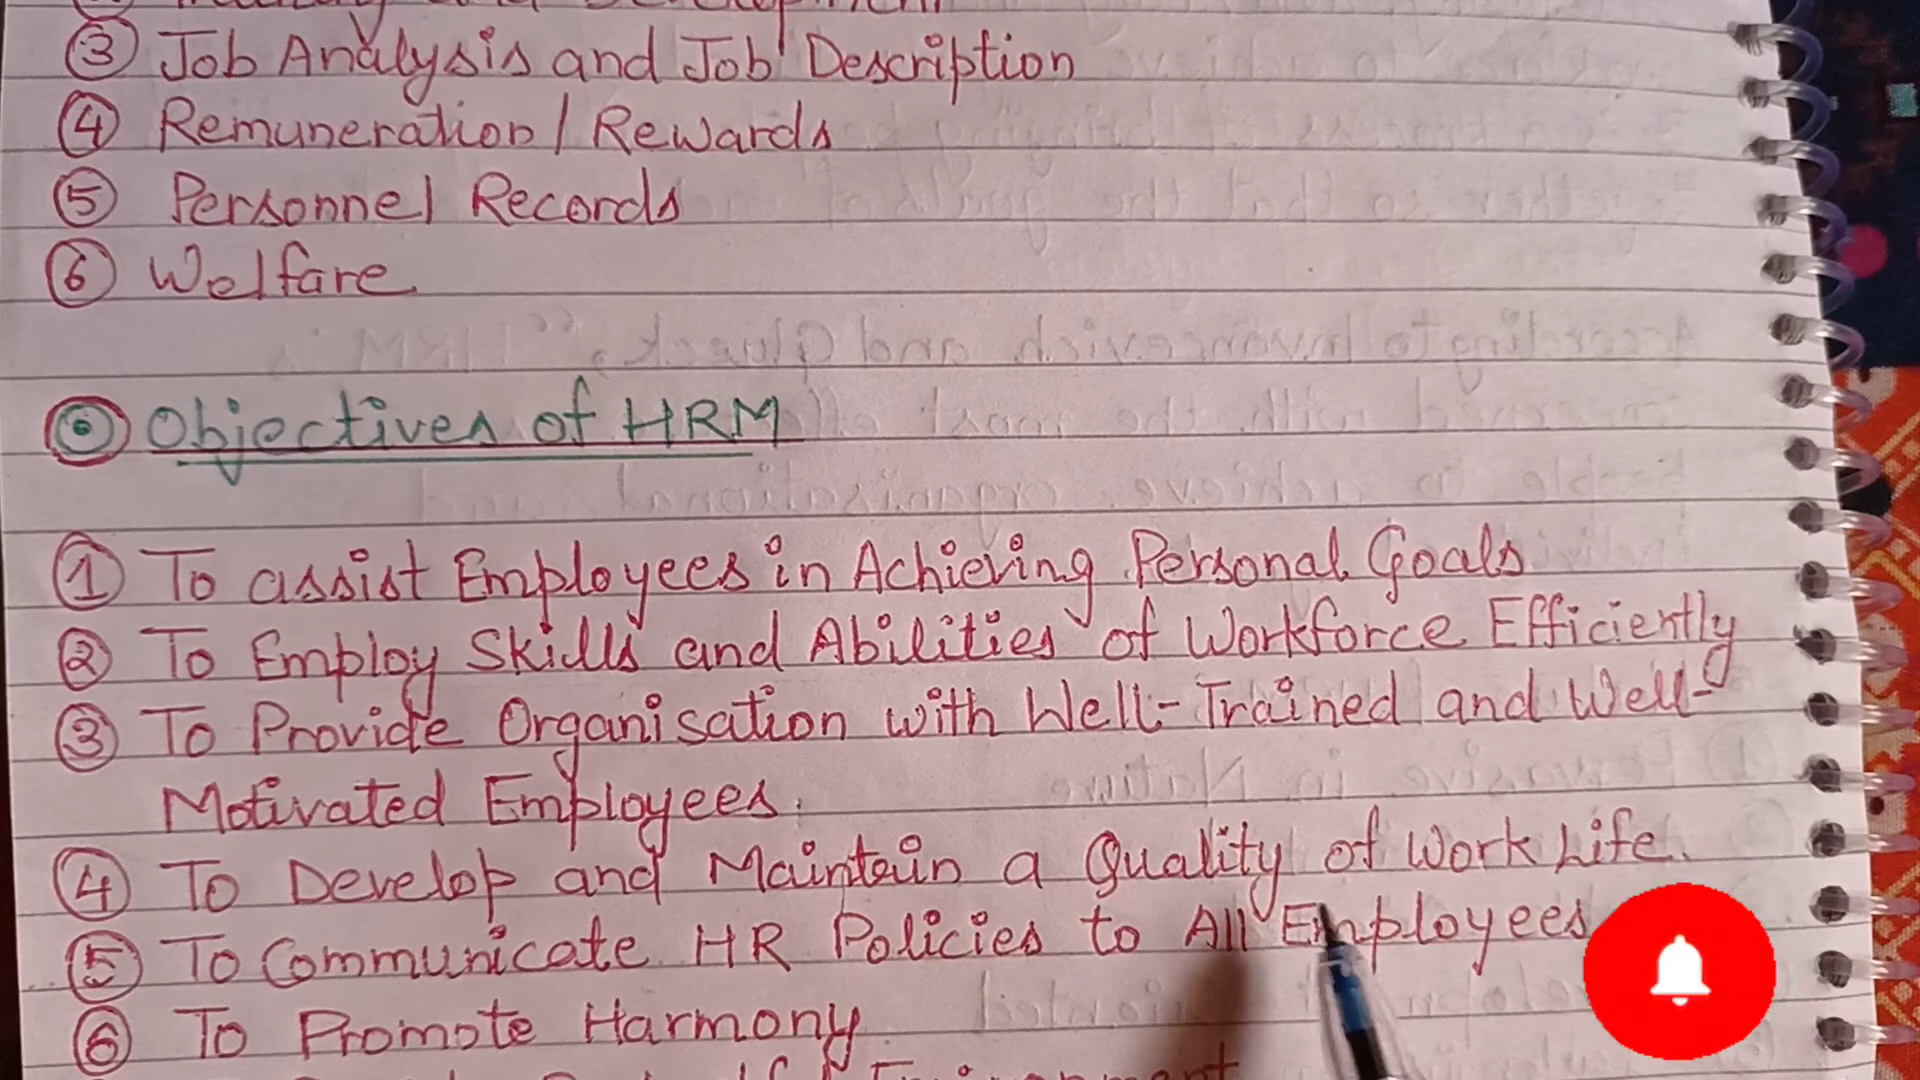 ③ Job Analysis and Job Description
④ Remuneration / Rewards
⑤ Personnel Records
⑥ Welfare
Objectives of HRM
① To assist Employees in Achieving Personal Goals
② To Employ Skills and Abilities of Workforce Efficiently
③ To Provide Organisation with Well-Trained and Well-
Motivated Employees.
④ To Develop and Maintain a Quality of Work Life.
⑤ To Communicate HR Policies to All Employees
⑥ To Promote Harmony